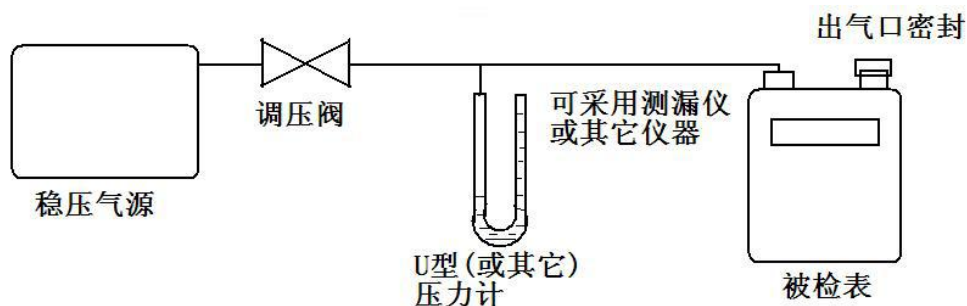 出气口密封
可采用测漏仪
或其它仪器
调压阀
稳压气源
U型(或其它)
压力计
被检表